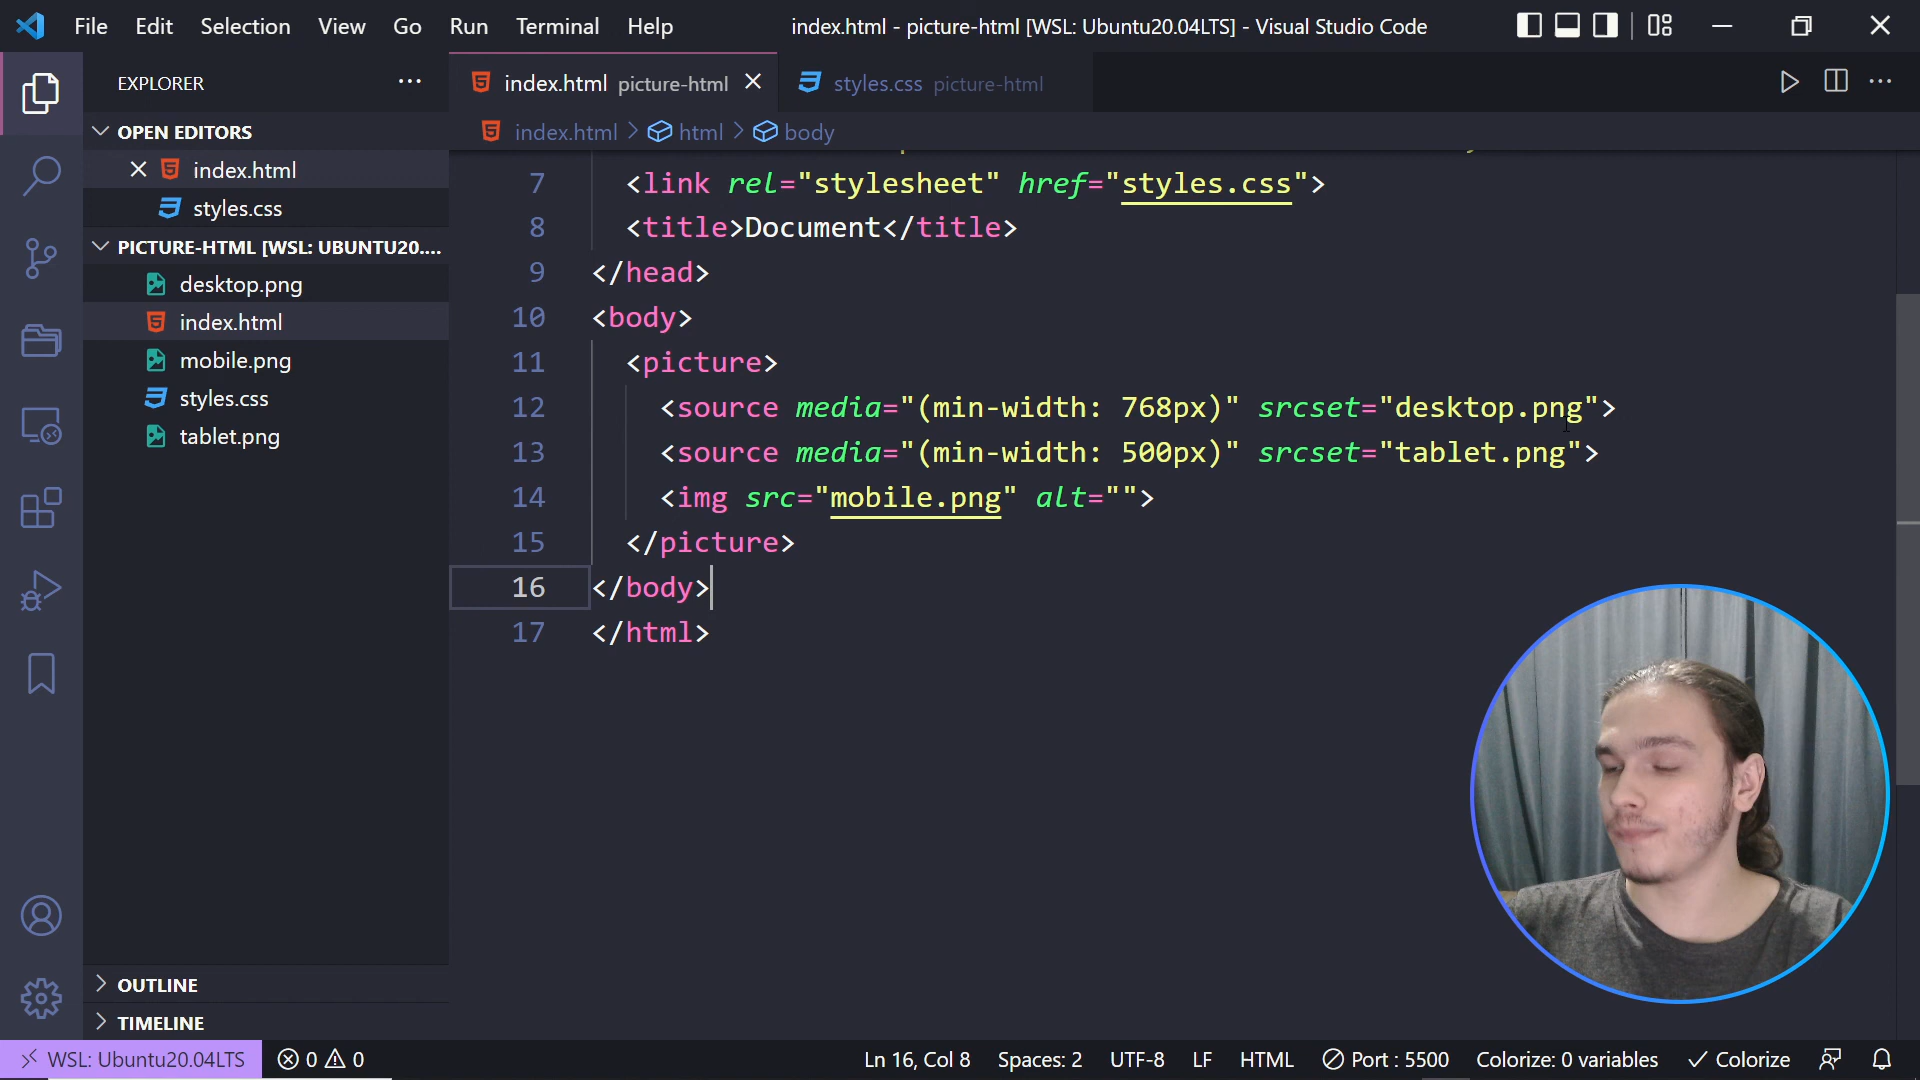 File Edit Selection View Go Run Terminal Help index.html - picture-html [WSL: Ubuntu20.04LTS] - Visual Studio Code
EXPLORER
OPEN EDITORS
index.html
styles.css
PICTURE-HTML [WSL: UBUNTU20....
desktop.png
index.html
mobile.png
styles.css
tablet.png
OUTLINE
TIMELINE
index.html picture-html styles.css picture-html
index.html > html > body
7 <link rel="stylesheet" href="styles.css">
8 <title>Document</title>
9 </head>
10 <body>
11 <picture>
12 <source media="(min-width: 768px)" srcset="desktop.png">
13 <source media="(min-width: 500px)" srcset="tablet.png">
14 <img src="mobile.png" alt="">
15 </picture>
16 </body>
17 </html>
WSL: Ubuntu20.04LTS 0 0 Ln 16, Col 8 Spaces: 2 UTF-8 LF HTML Port : 5500 Colorize: 0 variables Colorize